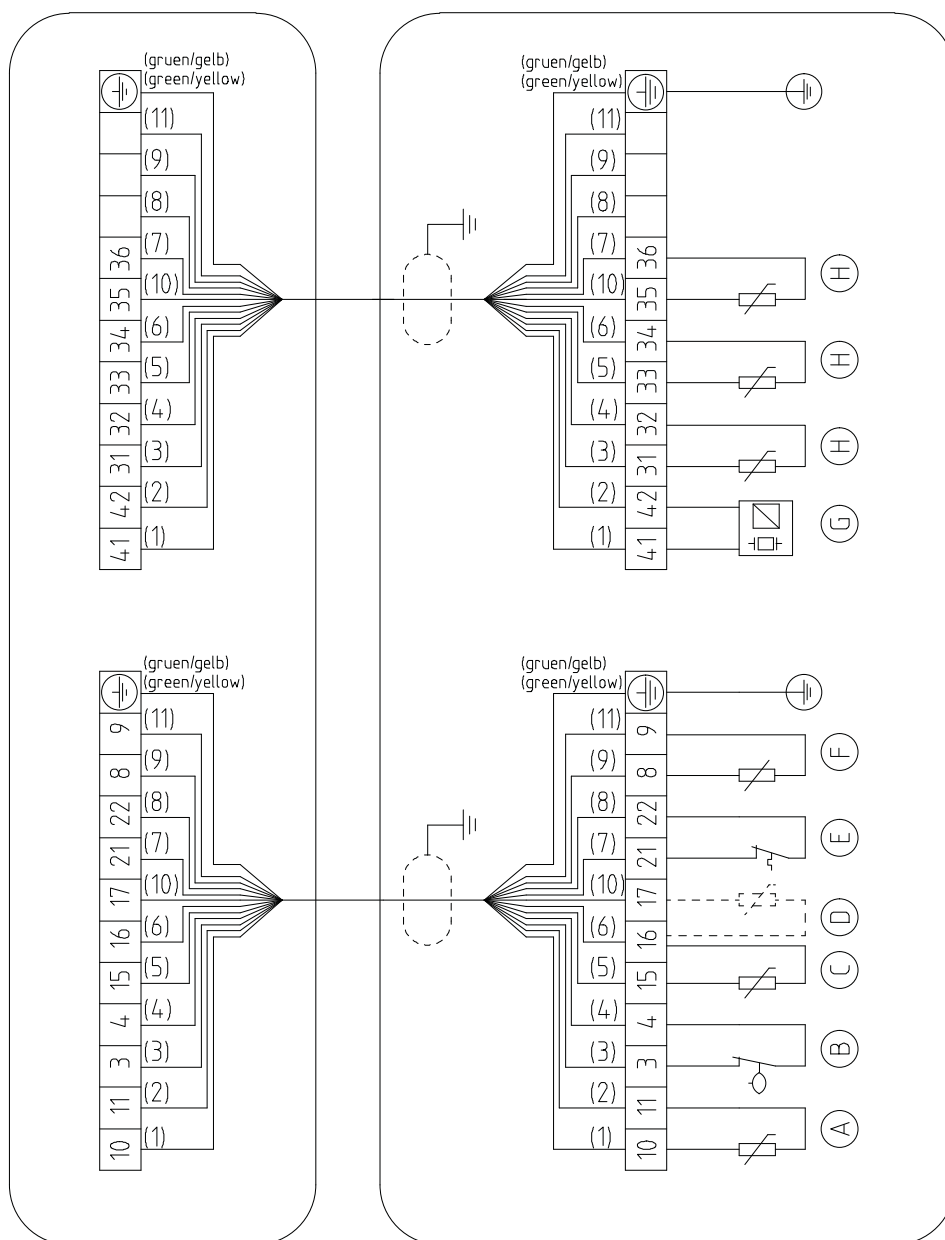 (gruen/gelb)
(green/yellow)
(11)
(9)
(8)
36 (7)
35 (10)
34 (6)
33 (5)
32 (4)
31 (3)
42 (2)
41 (1)
(gruen/gelb)
(green/yellow)
(11)
(9)
(8)
(7) 36 H
(10) 35
(6) 34 H
(5) 33
(4) 32 H
(3) 31
(2) 42 G
(1) 41
(gruen/gelb)
(green/yellow)
9 (11)
8 (9)
22 (8)
21 (7)
17 (10)
16 (6)
15 (5)
4 (4)
3 (3)
11 (2)
10 (1)
(gruen/gelb)
(green/yellow)
(11) 9 F
(9) 8
(8) 22 E
(7) 21
(10) 17 D
(6) 16
(5) 15 C
(4) 4 B
(3) 3
(2) 11 A
(1) 10